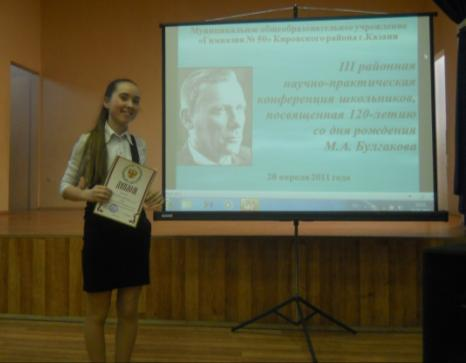 Муниципальное общеобразовательное учреждение
«Гимназия № 50» Кировского района г.Казани
III районная
научно-практическая
конференция школьников,
посвященная 120-летию
со дня рождения
М.А. Булгакова
20 апреля 2011 года
ДИПЛОМ